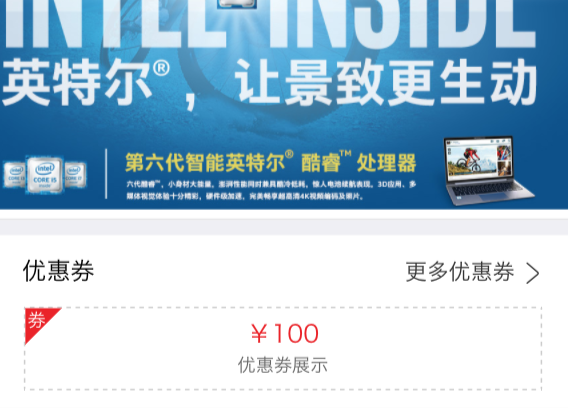 INTEL INSIDE
英特尔®，让景致更生动
第六代智能英特尔® 酷睿™ 处理器
六代酷睿™，小身材大能量。澎湃性能同时兼具酷冷低耗，惊人电池续航表现。3D应用、多
媒体视觉体验十分精彩，硬件级加速，完美畅享超高清4K视频编码及照片。
intel
CORE i5
优惠券
更多优惠券
券
￥100
优惠券展示